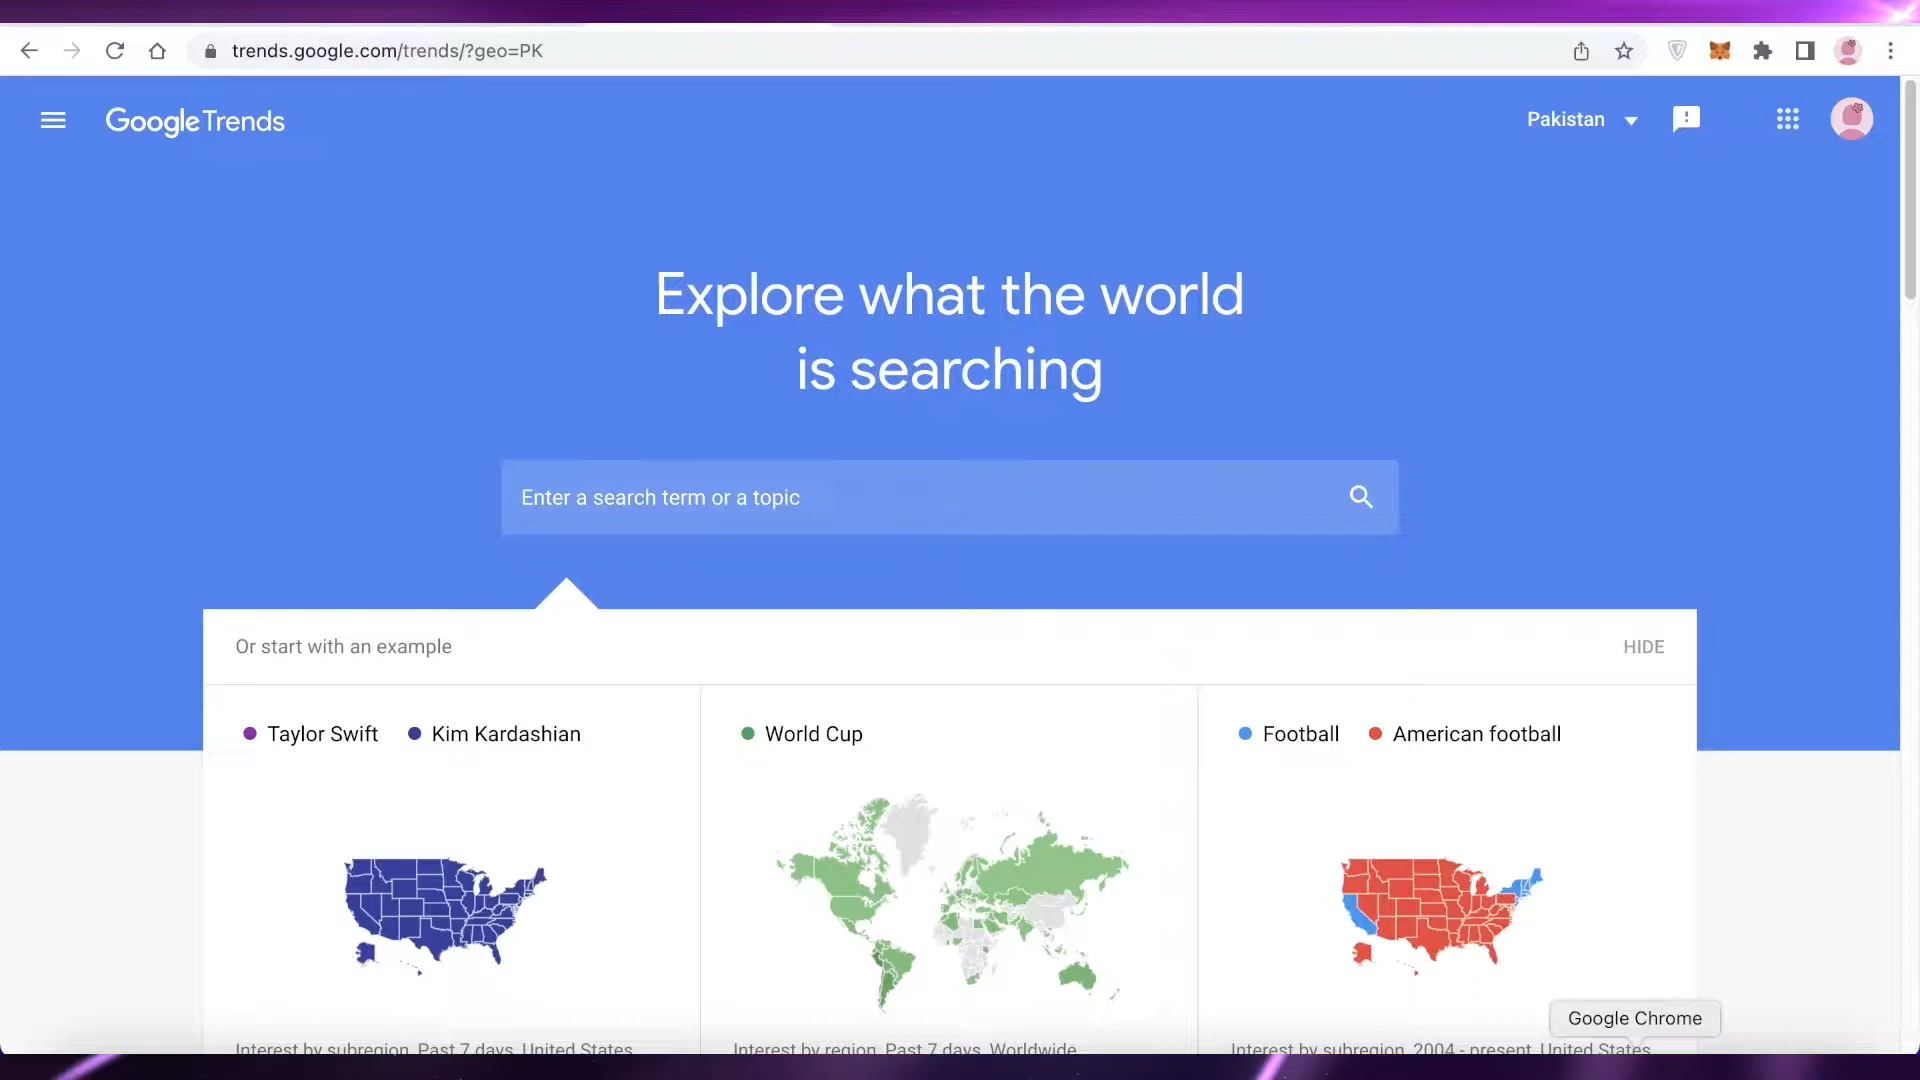 trends.google.com/trends/?geo=PK
Google Trends
Pakistan
Explore what the world
is searching
Enter a search term or a topic
Or start with an example
HIDE
Taylor Swift
Kim Kardashian
World Cup
Football
American football
Google Chrome
Interest by subregion, Past 7 days, United States
Interest by region, Past 7 days, Worldwide
Interest by subregion, 2004 - present, United States